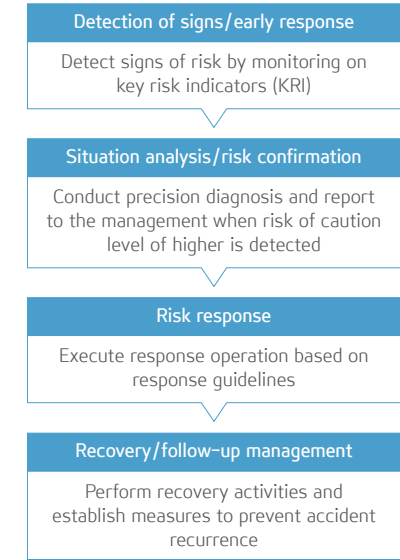 Detection of signs/early response
Detect signs of risk by monitoring on
key risk indicators (KRI)
Situation analysis/risk confirmation
Conduct precision diagnosis and report
to the management when risk of caution
level of higher is detected
Risk response
Execute response operation based on
response guidelines
Recovery/follow-up management
Perform recovery activities and
establish measures to prevent accident
recurrence